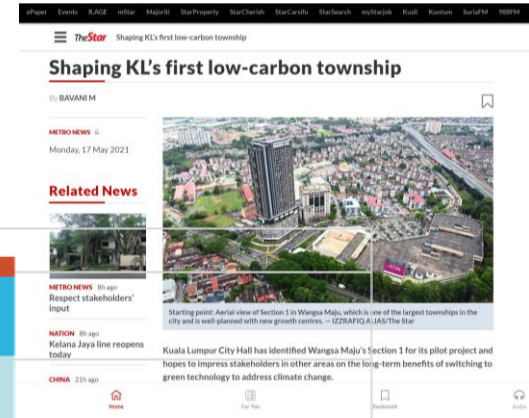 ePaper Events R.AGE mStar Majoriti StarProperty StarCherish StarCarsifu StarSearch myStarjob Kuali Kuntum SuriaFM 988FM
TheStar Shaping KL's first low-carbon township
Shaping KL's first low-carbon township
By BAVANI M
METRO NEWS
Monday, 17 May 2021
Related News
METRO NEWS 8h ago
Respect stakeholders'
input
NATION 8h ago
Kelana Jaya line reopens
today
CHINA 21h ago
AEON
Starting point: Aerial view of Section 1 in Wangsa Maju, which is one of the largest townships in the
city and is well-planned with new growth centres. — IZZRAFIQ ALIAS/The Star
Kuala Lumpur City Hall has identified Wangsa Maju's Section 1 for its pilot project and
hopes to impress stakeholders in other areas on the long-term benefits of switching to
green technology to address climate change.
Home For You Bookmark Audio